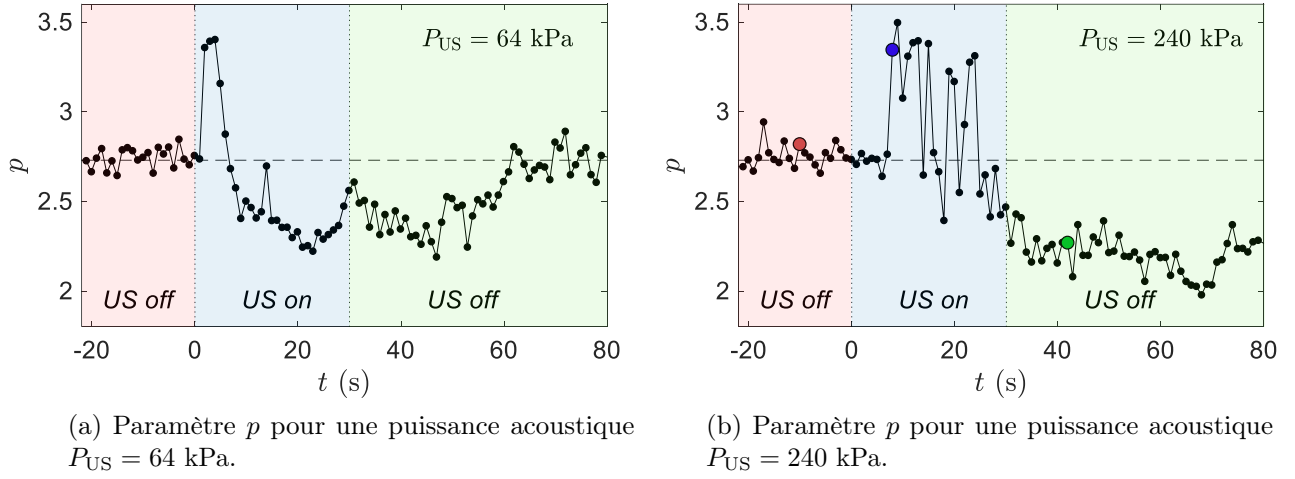 3.5
3
2.5
2
p
P_US = 64 kPa
US off
US on
US off
-20 0 20 40 60 80
t (s)
(a) Paramètre p pour une puissance acoustique
P_US = 64 kPa.
3.5
3
2.5
2
p
P_US = 240 kPa
US off
US on
US off
-20 0 20 40 60 80
t (s)
(b) Paramètre p pour une puissance acoustique
P_US = 240 kPa.